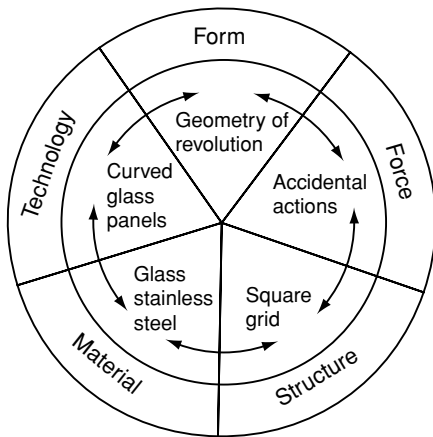 Form
Geometry of
revolution
Technology
Curved
glass
panels
Force
Accidental
actions
Material
Glass
stainless
steel
Structure
Square
grid